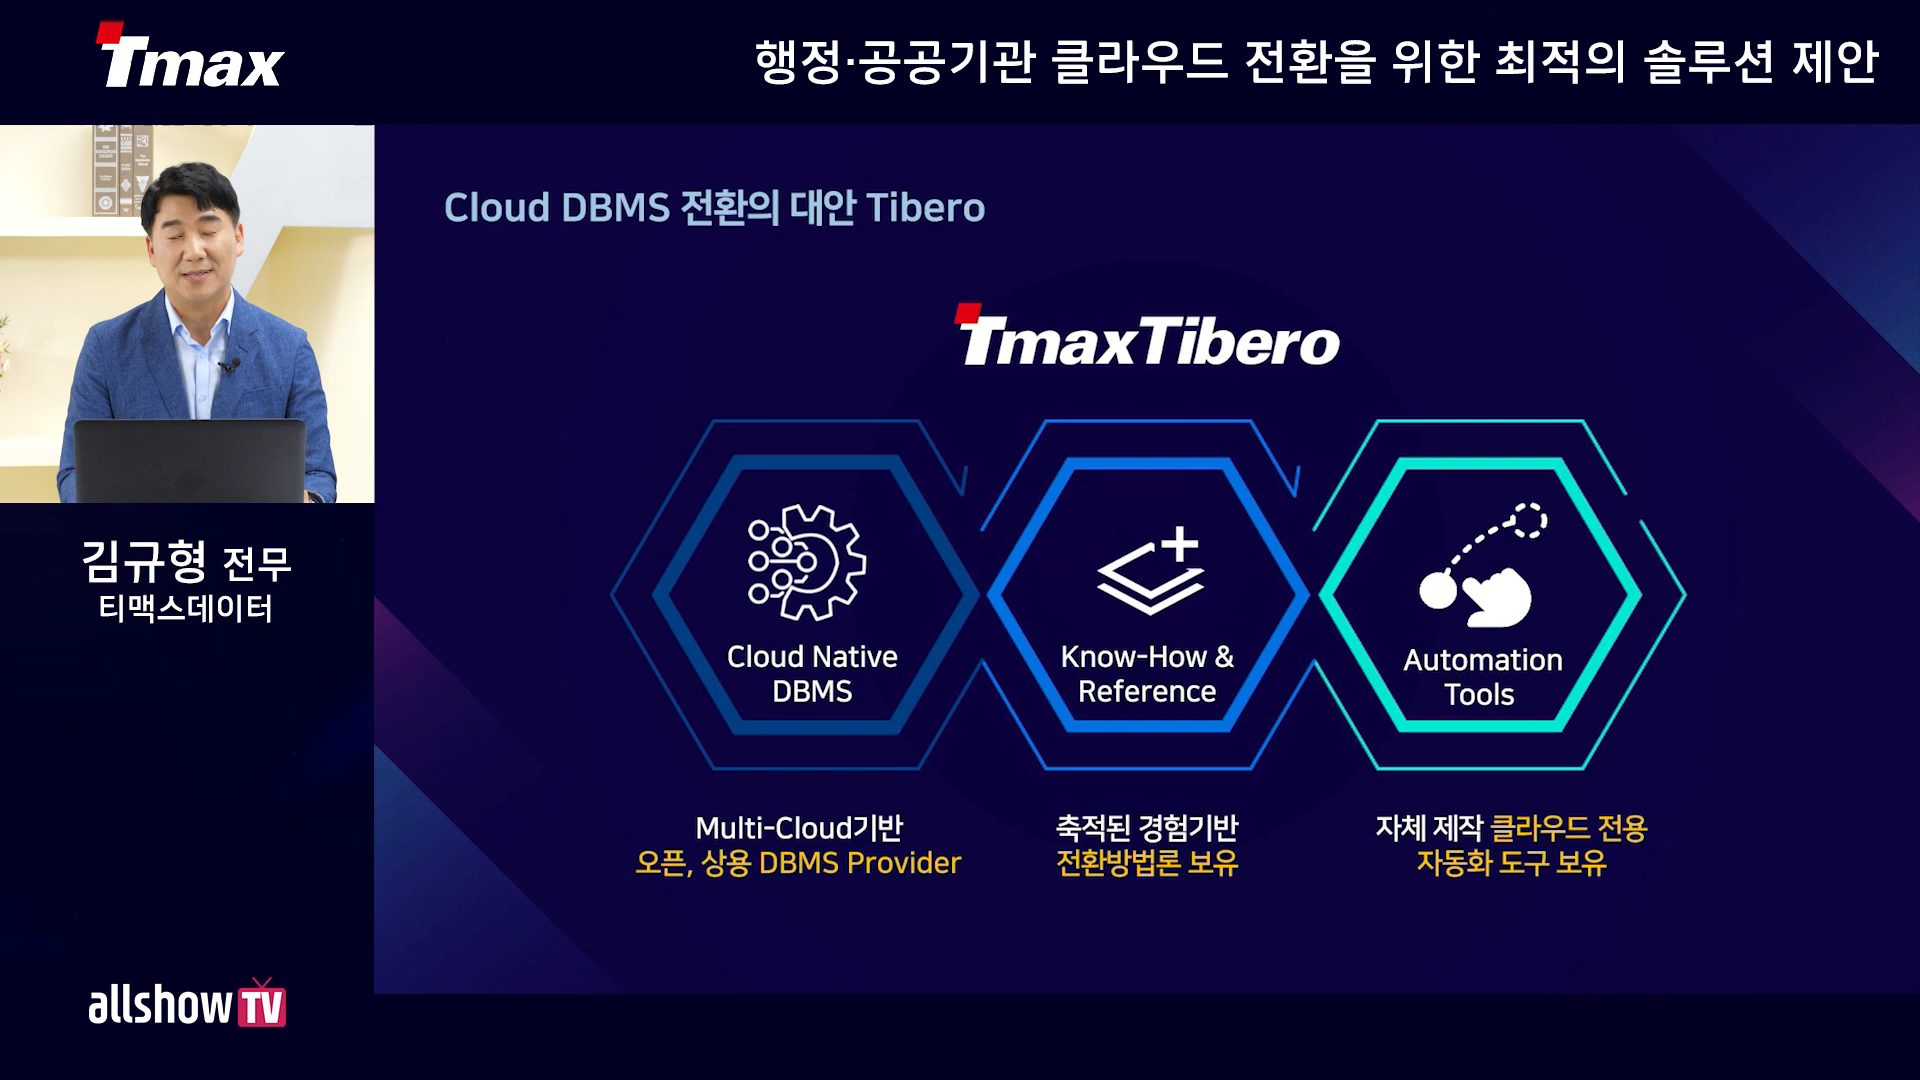 Tmax
행정·공공기관 클라우드 전환을 위한 최적의 솔루션 제안
Cloud DBMS 전환의 대안 Tibero
TmaxTibero
Cloud Native
DBMS
Know-How &
Reference
Automation
Tools
Multi-Cloud기반
오픈, 상용 DBMS Provider
축적된 경험기반
전환방법론 보유
자체 제작 클라우드 전용
자동화 도구 보유
김규형 전무
티맥스데이터
allshow TV